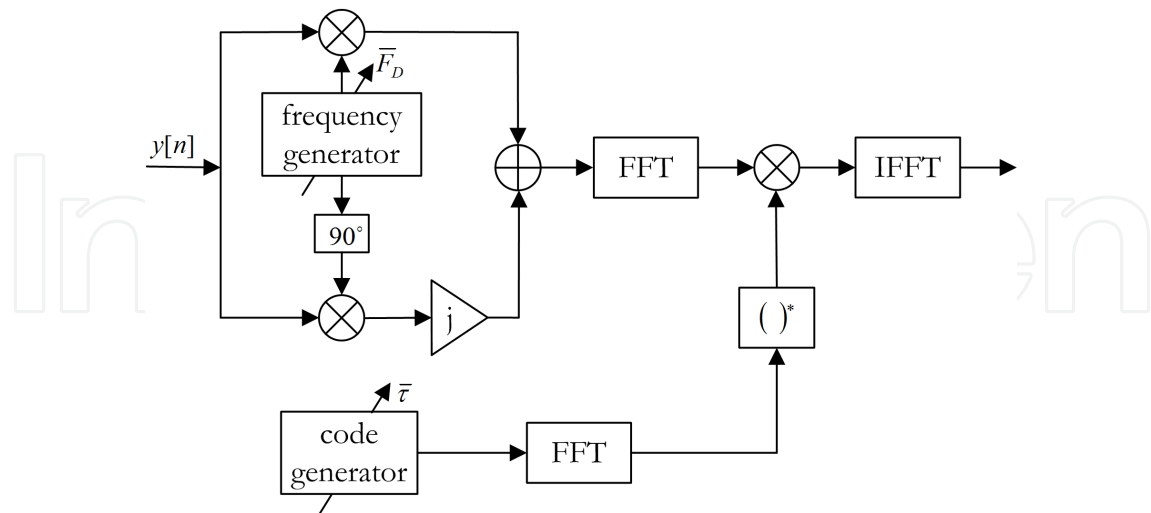 F̄_D
frequency
generator
y[n]
FFT
IFFT
90°
j
( )*
τ̄
code
generator
FFT